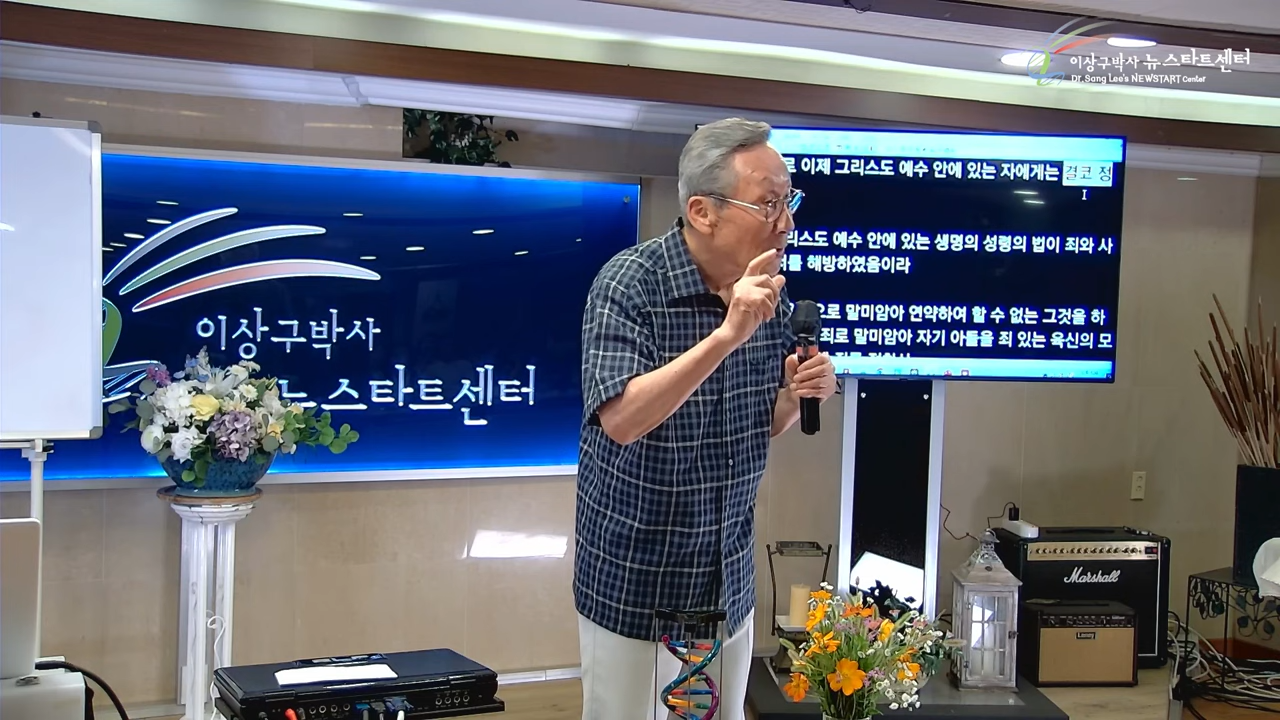 이상구박사 뉴스타트센터
Dr. Sang Lee's NEWSTART Center
이상구박사
뉴스타트센터
로 이제 그리스도 예수 안에 있는 자에게는 결코 정
리스도 예수 안에 있는 생명의 성령의 법이 죄와 사
를 해방하였음이라
으로 말미암아 연약하여 할 수 없는 그것을 하
죄로 말미암아 자기 아들을 죄 있는 육신의 모
Marshall
Laney